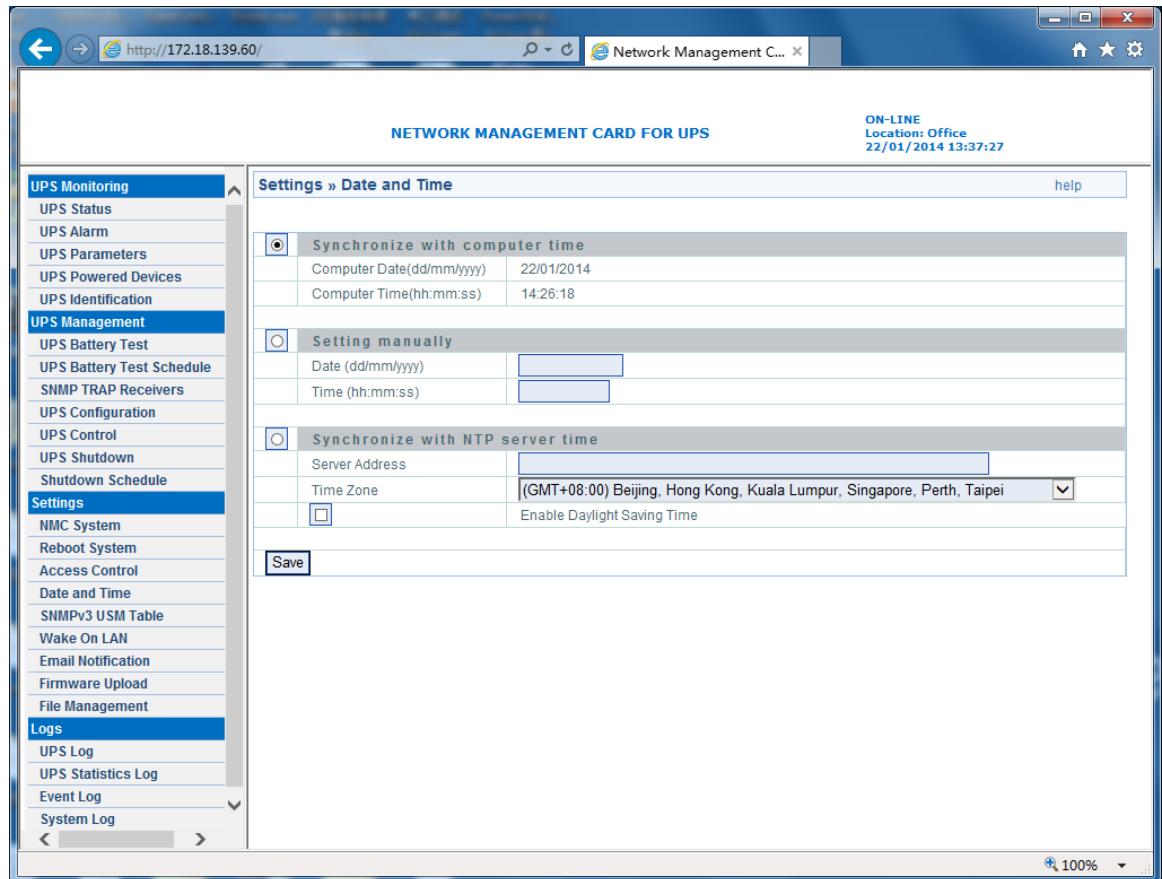 http://172.18.139.60/
Network Management C...
NETWORK MANAGEMENT CARD FOR UPS
ON-LINE
Location: Office
22/01/2014 13:37:27
UPS Monitoring
UPS Status
UPS Alarm
UPS Parameters
UPS Powered Devices
UPS Identification
UPS Management
UPS Battery Test
UPS Battery Test Schedule
SNMP TRAP Receivers
UPS Configuration
UPS Control
UPS Shutdown
Shutdown Schedule
Settings
NMC System
Reboot System
Access Control
Date and Time
SNMPv3 USM Table
Wake On LAN
Email Notification
Firmware Upload
File Management
Logs
UPS Log
UPS Statistics Log
Event Log
System Log
Settings » Date and Time help
Synchronize with computer time
Computer Date(dd/mm/yyyy) 22/01/2014
Computer Time(hh:mm:ss) 14:26:18
Setting manually
Date (dd/mm/yyyy)
Time (hh:mm:ss)
Synchronize with NTP server time
Server Address
Time Zone (GMT+08:00) Beijing, Hong Kong, Kuala Lumpur, Singapore, Perth, Taipei
Enable Daylight Saving Time
Save
100%